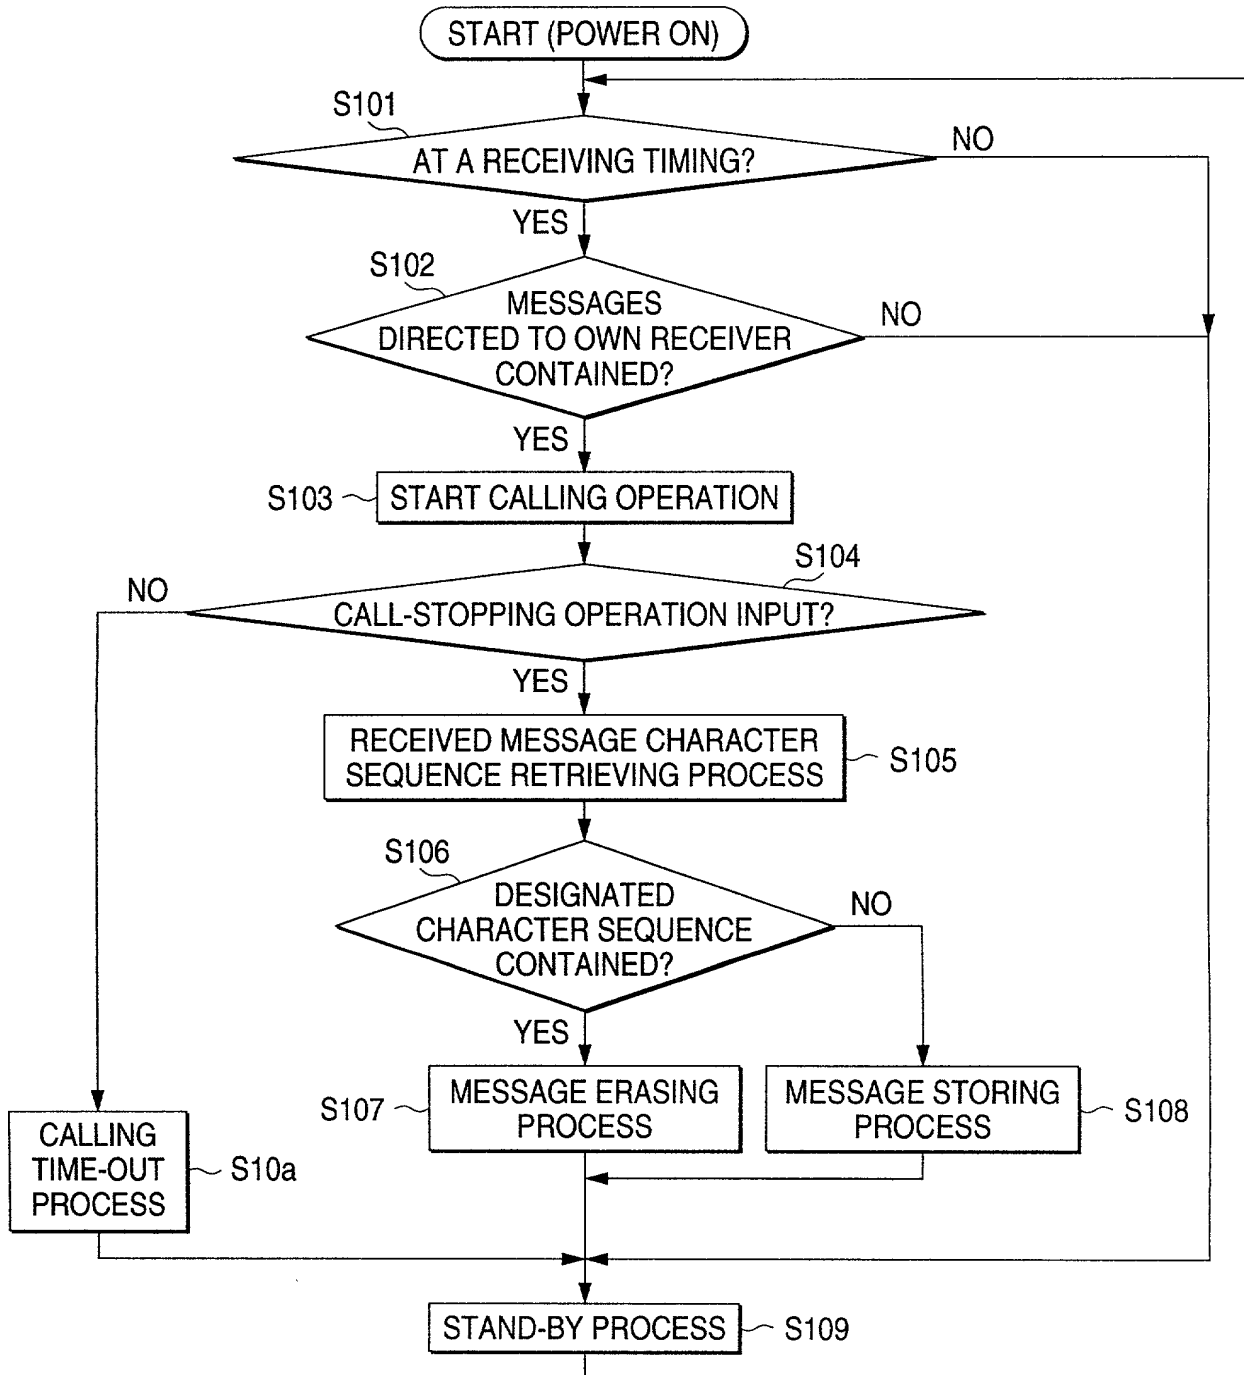 START (POWER ON)
S101
AT A RECEIVING TIMING?
NO
YES
S102
MESSAGES
DIRECTED TO OWN RECEIVER
CONTAINED?
NO
YES
S103
START CALLING OPERATION
S104
NO
CALL-STOPPING OPERATION INPUT?
YES
RECEIVED MESSAGE CHARACTER
SEQUENCE RETRIEVING PROCESS
S105
S106
DESIGNATED
CHARACTER SEQUENCE
CONTAINED?
NO
YES
S107
MESSAGE ERASING
PROCESS
MESSAGE STORING
PROCESS
S108
CALLING
TIME-OUT
PROCESS
S10a
STAND-BY PROCESS
S109